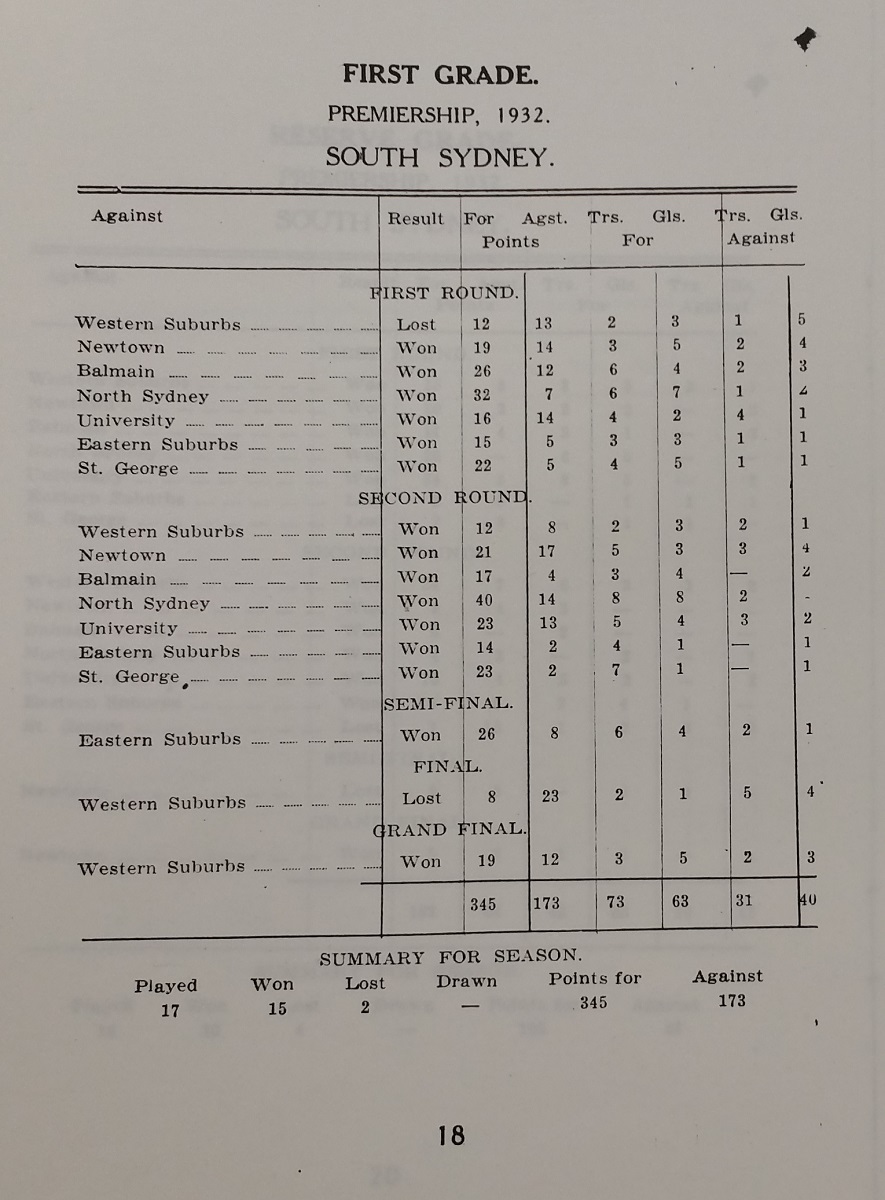 FIRST GRADE.
PREMIERSHIP, 1932.
SOUTH SYDNEY.
Against Result For Agst. Trs. Gls. Trs. Gls.
Points For Against
FIRST ROUND.
Western Suburbs Lost 12 13 2 3 1 5
Newtown Won 19 14 3 5 2 4
Balmain Won 26 12 6 4 2 3
North Sydney Won 32 7 6 7 1 2
University Won 16 14 4 2 4 1
Eastern Suburbs Won 15 5 3 3 1 1
St. George Won 22 5 4 5 1 1
SECOND ROUND.
Western Suburbs Won 12 8 2 3 2 1
Newtown Won 21 17 5 3 3 4
Balmain Won 17 4 3 4 — 2
North Sydney Won 40 14 8 8 2 -
University Won 23 13 5 4 3 2
Eastern Suburbs Won 14 2 4 1 — 1
St. George Won 23 2 7 1 — 1
SEMI-FINAL.
Eastern Suburbs Won 26 8 6 4 2 1
FINAL.
Western Suburbs Lost 8 23 2 1 5 4
GRAND FINAL.
Western Suburbs Won 19 12 3 5 2 3
345 173 73 63 31 40
SUMMARY FOR SEASON.
Played Won Lost Drawn Points for Against
17 15 2 — 345 173
18